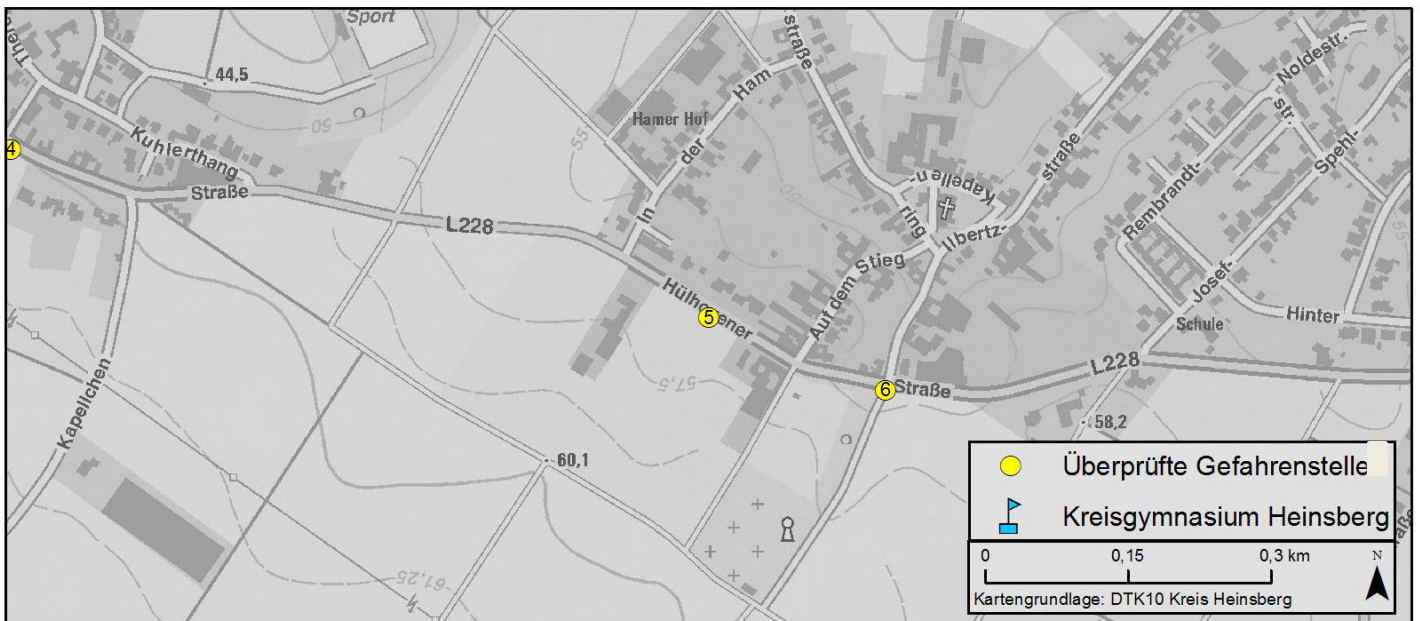 Sport
44,5
50
4
Kuhlerthang
Straße
L228
Kapellchen
55
Hamer Hof
In der Ham
straße
50
Kapellen-
ring
Ilbertz-
straße
Auf dem Stieg
Hülhovener
5
57,5
6
Straße
L228
Noldestr.
str.
Spehl-
Rembrandt-
Josef-
Schule
Hinter
55
58,2
60,1
61,25
Überprüfte Gefahrenstelle
Kreisgymnasium Heinsberg
0 0,15 0,3 km
N
Kartengrundlage: DTK10 Kreis Heinsberg